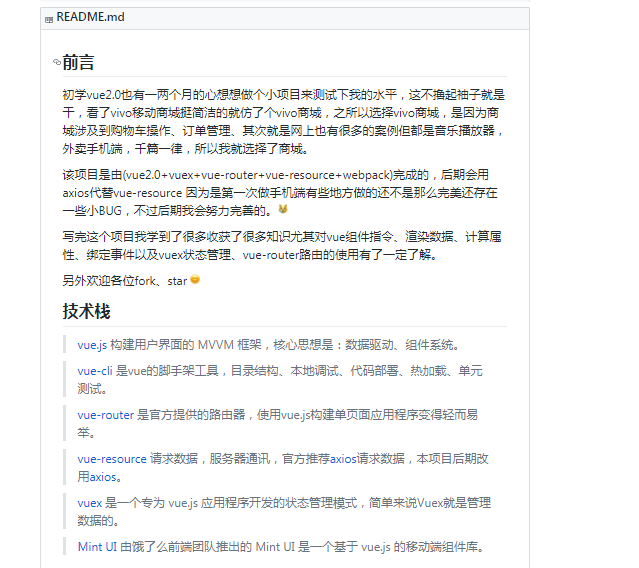 README.md
前言
初学vue2.0也有一两个月的心想想做个小项目来测试下我的水平，这不撸起袖子就是
干，看了vivo移动商城挺简洁的就仿了个vivo商城，之所以选择vivo商城，是因为商
城涉及到购物车操作、订单管理、其次就是网上也有很多的案例但都是音乐播放器，
外卖手机端，千篇一律，所以我就选择了商城。
该项目是由(vue2.0+vuex+vue-router+vue-resource+webpack)完成的，后期会用
axios代替vue-resource 因为是第一次做手机端有些地方做的还不是那么完美还存在
一些小BUG，不过后期我会努力完善的。
写完这个项目我学到了很多收获了很多知识尤其对vue组件指令、渲染数据、计算属
性、绑定事件以及vuex状态管理、vue-router路由的使用有了一定了解。
另外欢迎各位fork、star
技术栈
vue.js 构建用户界面的 MVVM 框架，核心思想是：数据驱动、组件系统。
vue-cli 是vue的脚手架工具，目录结构、本地调试、代码部署、热加载、单元
测试。
vue-router 是官方提供的路由器，使用vue.js构建单页面应用程序变得轻而易
举。
vue-resource 请求数据，服务器通讯，官方推荐axios请求数据，本项目后期改
用axios。
vuex 是一个专为 vue.js 应用程序开发的状态管理模式，简单来说Vuex就是管理
数据的。
Mint UI 由饿了么前端团队推出的 Mint UI 是一个基于 vue.js 的移动端组件库。